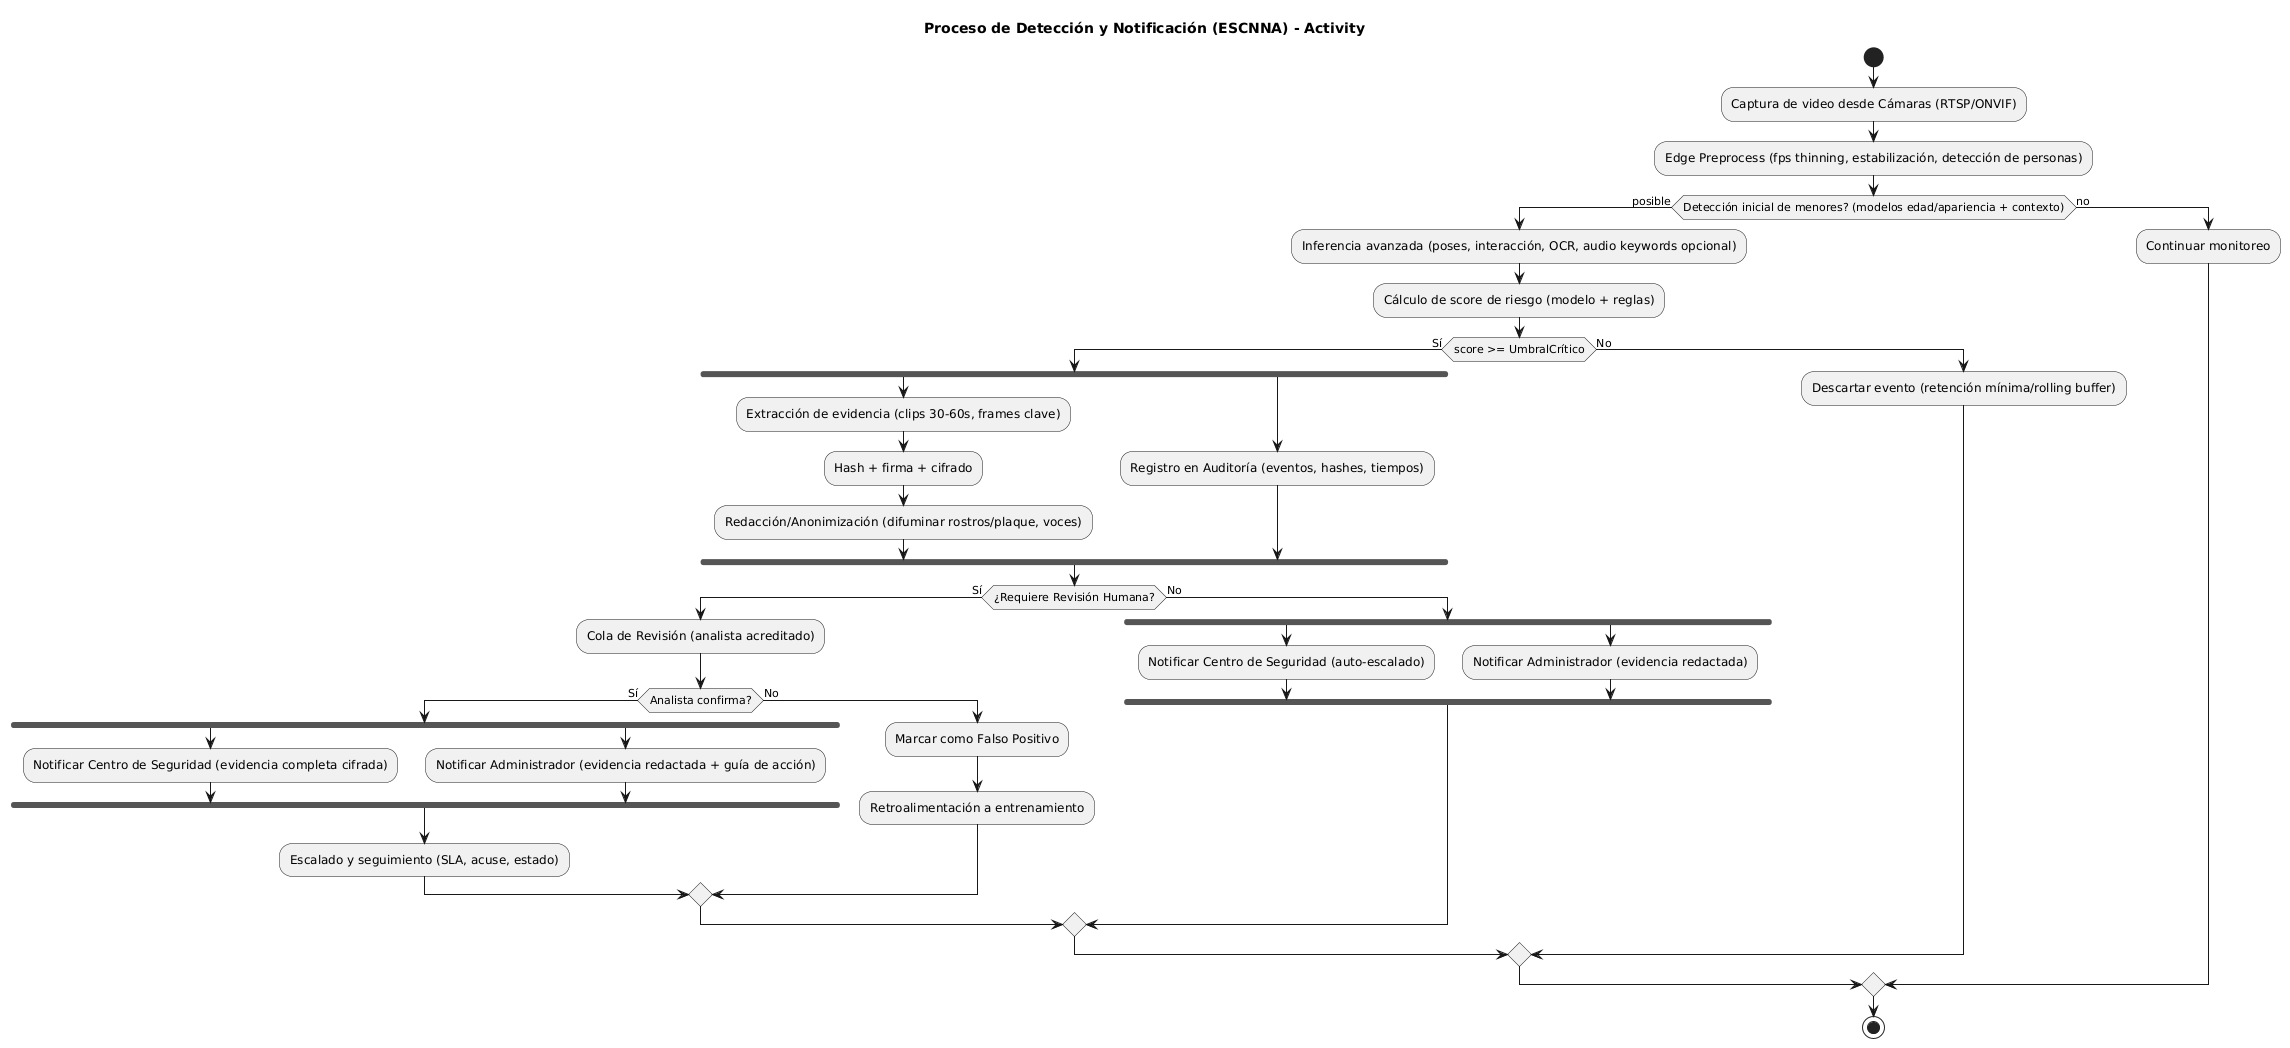 Proceso de Detección y Notificación (ESCNNA) - Activity
Captura de video desde Cámaras (RTSP/ONVIF)
Edge Preprocess (fps thinning, estabilización, detección de personas)
posible
Detección inicial de menores? (modelos edad/apariencia + contexto)
no
Inferencia avanzada (poses, interacción, OCR, audio keywords opcional)
Continuar monitoreo
Cálculo de score de riesgo (modelo + reglas)
Sí
score >= UmbralCrítico
No
Descartar evento (retención mínima/rolling buffer)
Extracción de evidencia (clips 30-60s, frames clave)
Hash + firma + cifrado
Registro en Auditoría (eventos, hashes, tiempos)
Redacción/Anonimización (difuminar rostros/plaque, voces)
Sí
¿Requiere Revisión Humana?
No
Cola de Revisión (analista acreditado)
Notificar Centro de Seguridad (auto-escalado)
Notificar Administrador (evidencia redactada)
Sí
Analista confirma?
No
Marcar como Falso Positivo
Notificar Centro de Seguridad (evidencia completa cifrada)
Notificar Administrador (evidencia redactada + guía de acción)
Retroalimentación a entrenamiento
Escalado y seguimiento (SLA, acuse, estado)